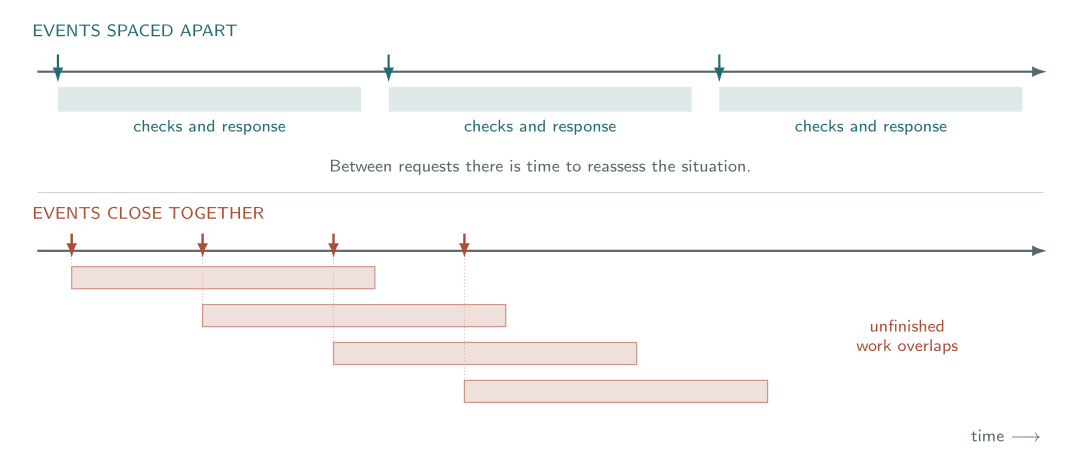 EVENTS SPACED APART
checks and response
checks and response
checks and response
Between requests there is time to reassess the situation.
EVENTS CLOSE TOGETHER
unfinished
work overlaps
time